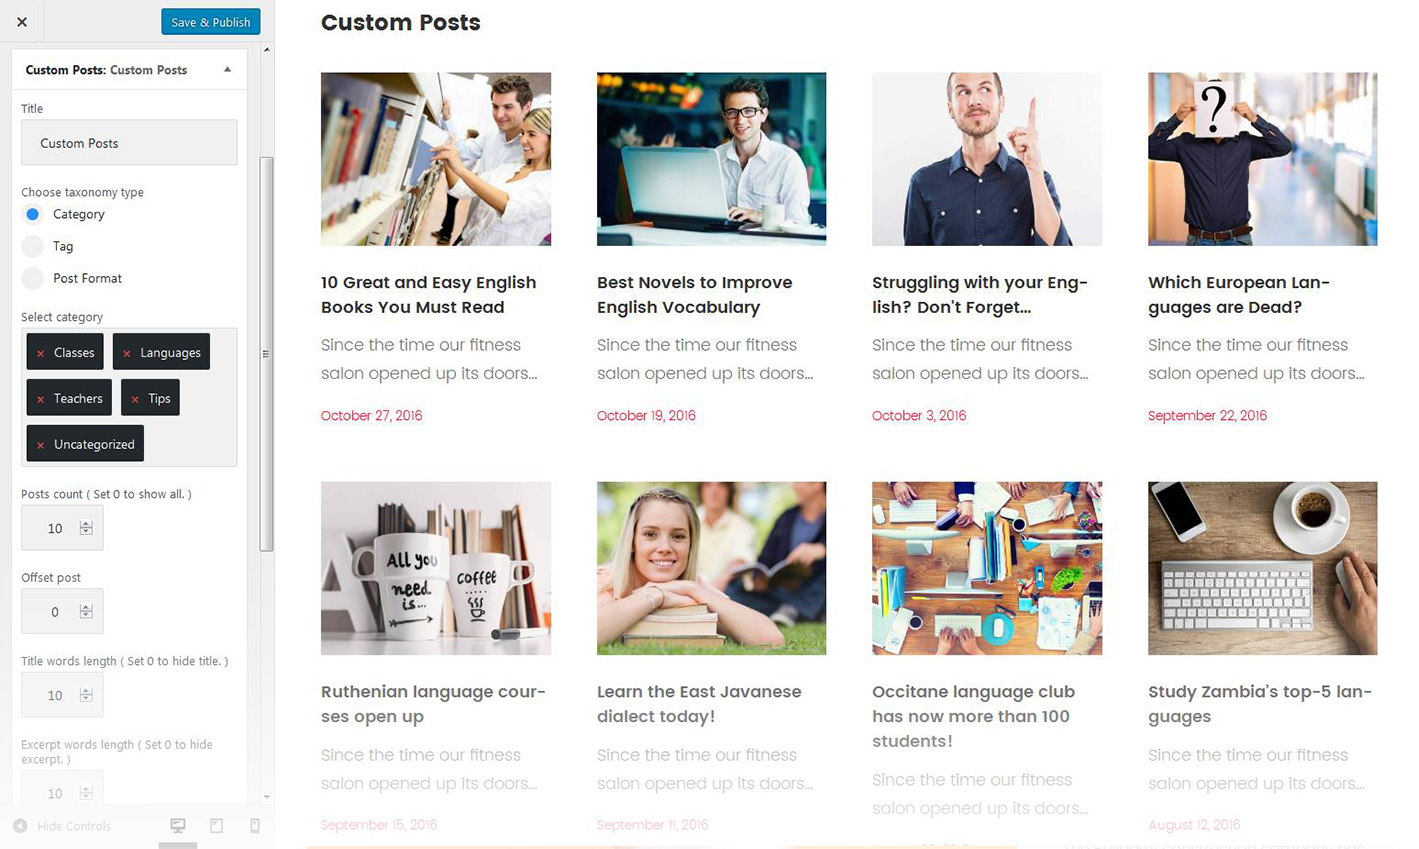 Save & Publish
Custom Posts: Custom Posts
Title
Custom Posts
Choose taxonomy type
Category
Tag
Post Format
Select category
× Classes × Languages
× Teachers × Tips
× Uncategorized
Posts count ( Set 0 to show all. )
10
Offset post
0
Title words length ( Set 0 to hide title. )
10
Excerpt words length ( Set 0 to hide
excerpt. )
10
Hide Controls
Custom Posts
?
10 Great and Easy English
Books You Must Read
Since the time our fitness
salon opened up its doors...
October 27, 2016
Best Novels to Improve
English Vocabulary
Since the time our fitness
salon opened up its doors...
October 19, 2016
Struggling with your Eng-
lish? Don't Forget...
Since the time our fitness
salon opened up its doors...
October 3, 2016
Which European Lan-
guages are Dead?
Since the time our fitness
salon opened up its doors...
September 22, 2016
All you
need
is...
coffee
Ruthenian language cour-
ses open up
Since the time our fitness
salon opened up its doors...
September 15, 2016
Learn the East Javanese
dialect today!
Since the time our fitness
salon opened up its doors...
September 11, 2016
Occitane language club
has now more than 100
students!
Since the time our fitness
salon opened up its doors...
Study Zambia's top-5 lan-
guages
Since the time our fitness
salon opened up its doors...
August 12, 2016